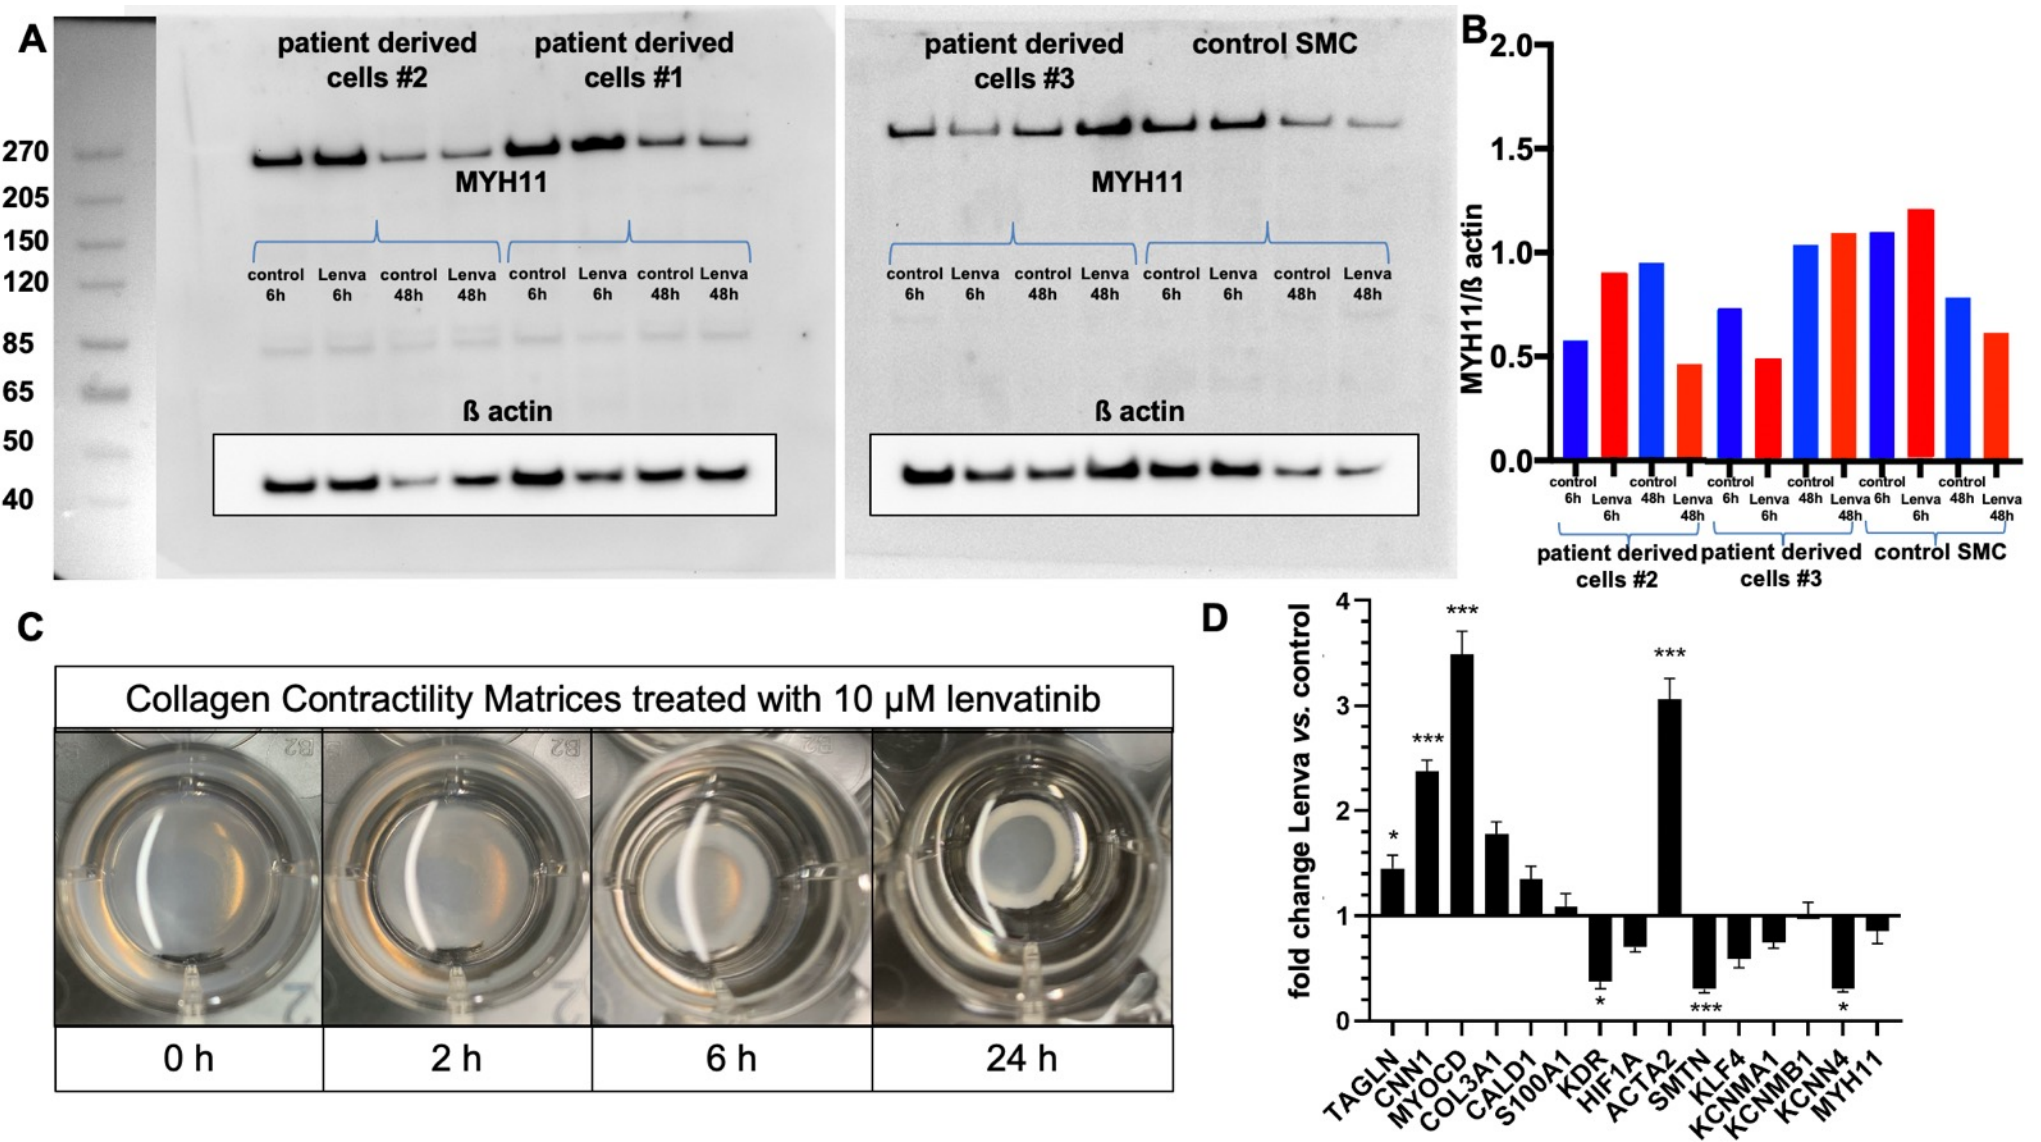 A
patient derived
cells #2
patient derived
cells #1
patient derived
cells #3
control SMC
270
205
150
120
85
65
50
40
MYH11
MYH11
control Lenva control Lenva control Lenva control Lenva
6h 6h 48h 48h 6h 6h 48h 48h
control Lenva control Lenva control Lenva control Lenva
6h 6h 48h 48h 6h 6h 48h 48h
ß actin
ß actin
B
MYH11/ß actin
2.0
1.5
1.0
0.5
0.0
control 6h
Lenva 6h
control 48h
Lenva 48h
control 6h
Lenva 6h
control 48h
Lenva 48h
control 6h
Lenva 6h
control 48h
Lenva 48h
patient derived
cells #2
patient derived
cells #3
control SMC
C
Collagen Contractility Matrices treated with 10 µM lenvatinib
B2
B2
0 h
2 h
6 h
24 h
D
fold change Lenva vs. control
4
3
2
1
0
*
***
***
*
***
***
*
TAGLN
CNN1
MYOCD
COL3A1
CALD1
S100A1
KDR
HIF1A
ACTA2
SMTN
KLF4
KCNMA1
KCNMB1
KCNN4
MYH11